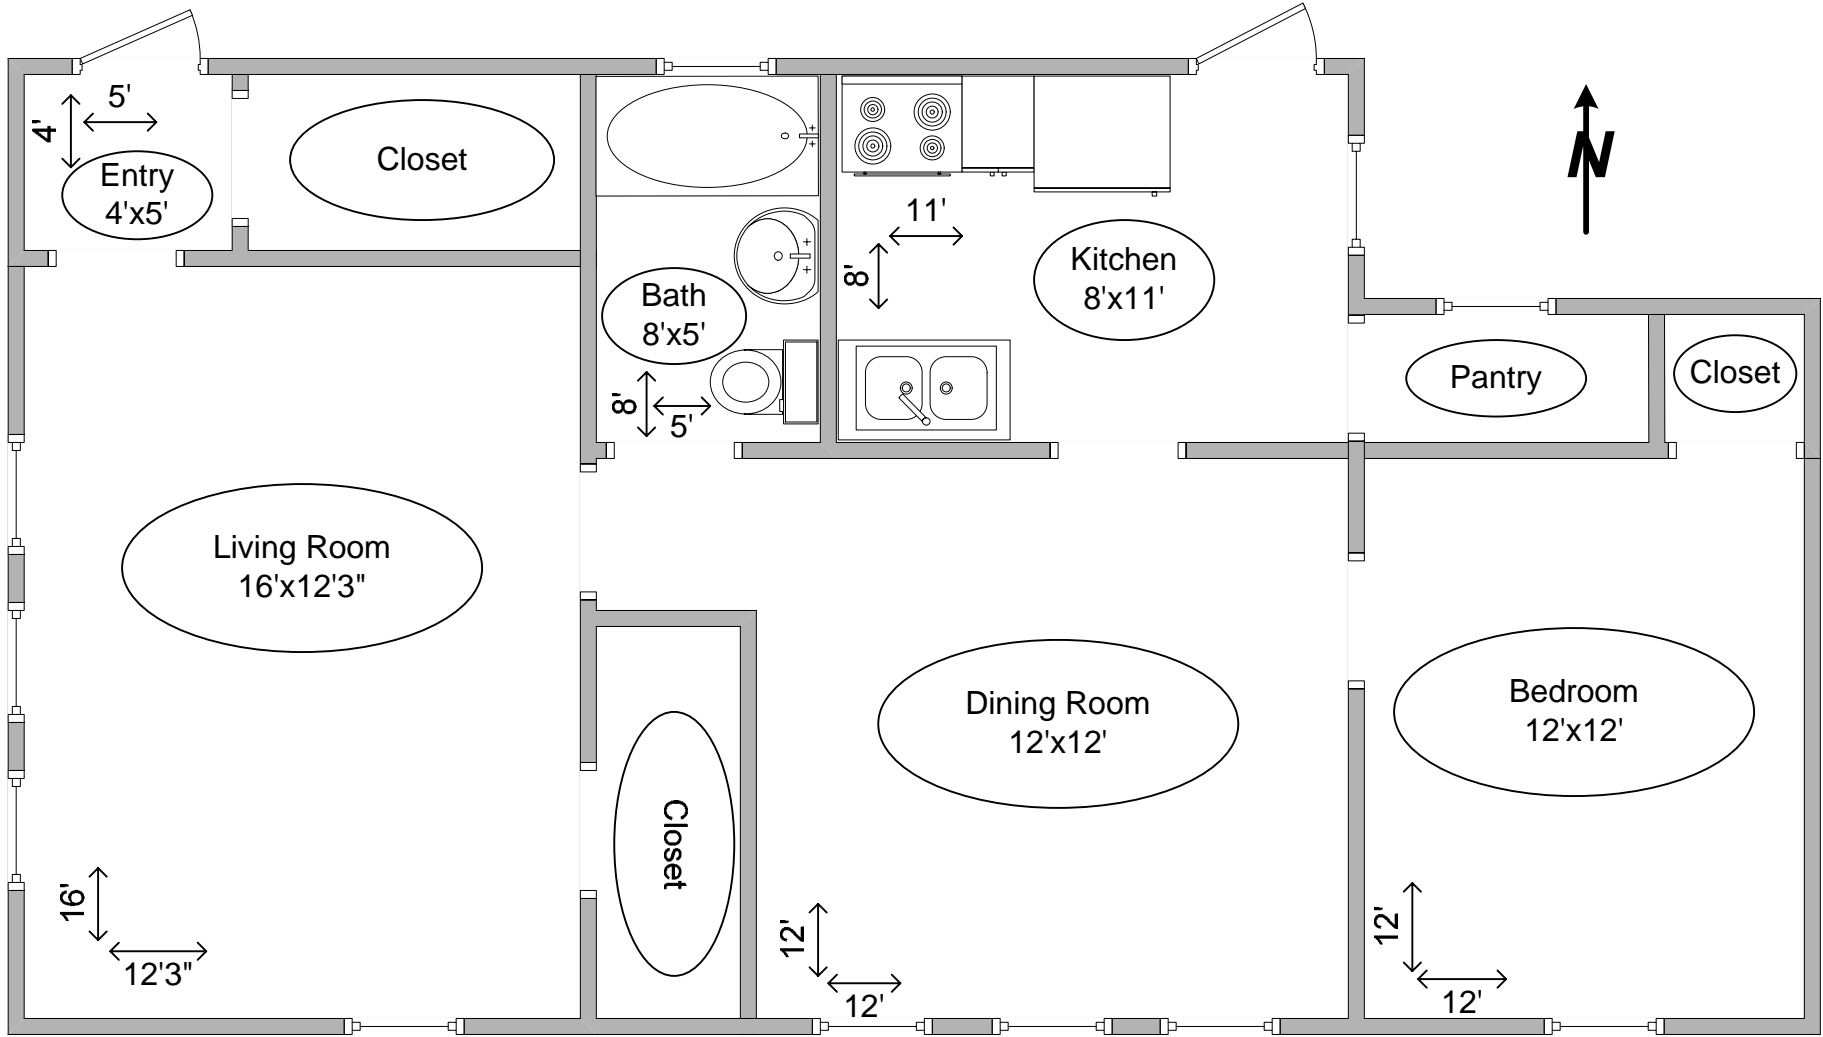 5'
4'
Entry
4'x5'
Closet
N
11'
8'
Kitchen
8'x11'
Bath
8'x5'
8'
5'
Pantry
Closet
Living Room
16'x12'3"
Dining Room
12'x12'
Bedroom
12'x12'
Closet
16'
12'3"
12'
12'
12'
12'